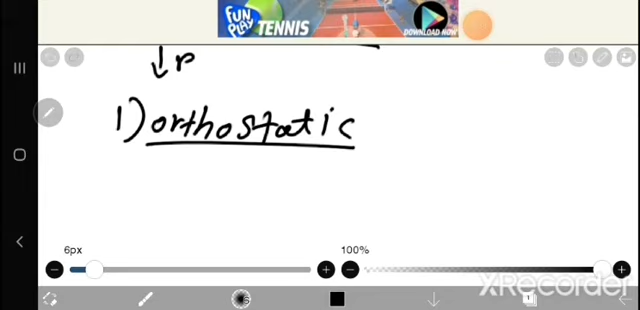 FUN PLAY TENNIS DOWNLOAD NOW
↓ P
1) orthostatic
6px 100%
XRecorder